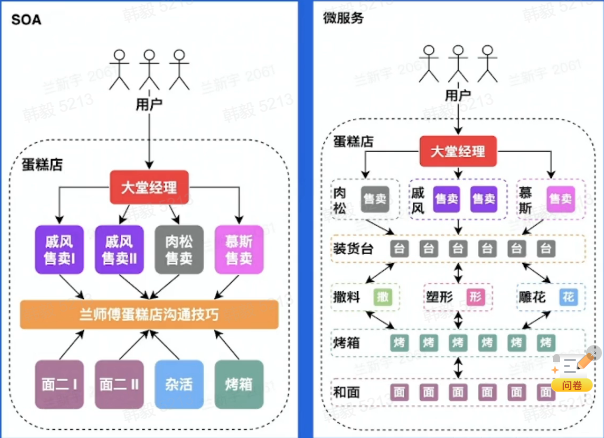 SOA
用户
蛋糕店
大堂经理
戚风
售卖I
戚风
售卖II
肉松
售卖
慕斯
售卖
兰师傅蛋糕店沟通技巧
面二 I
面二 II
杂活
烤箱
微服务
用户
蛋糕店
大堂经理
肉松
售卖
戚风
售卖
售卖
慕斯
售卖
装货台
台 台 台 台 台 台
撒料
撒
塑形
形
雕花
花
烤箱
烤 烤 烤 烤 烤 烤
和面
面 面 面 面 面 面
问卷
兰新宇 2061
韩毅 5213